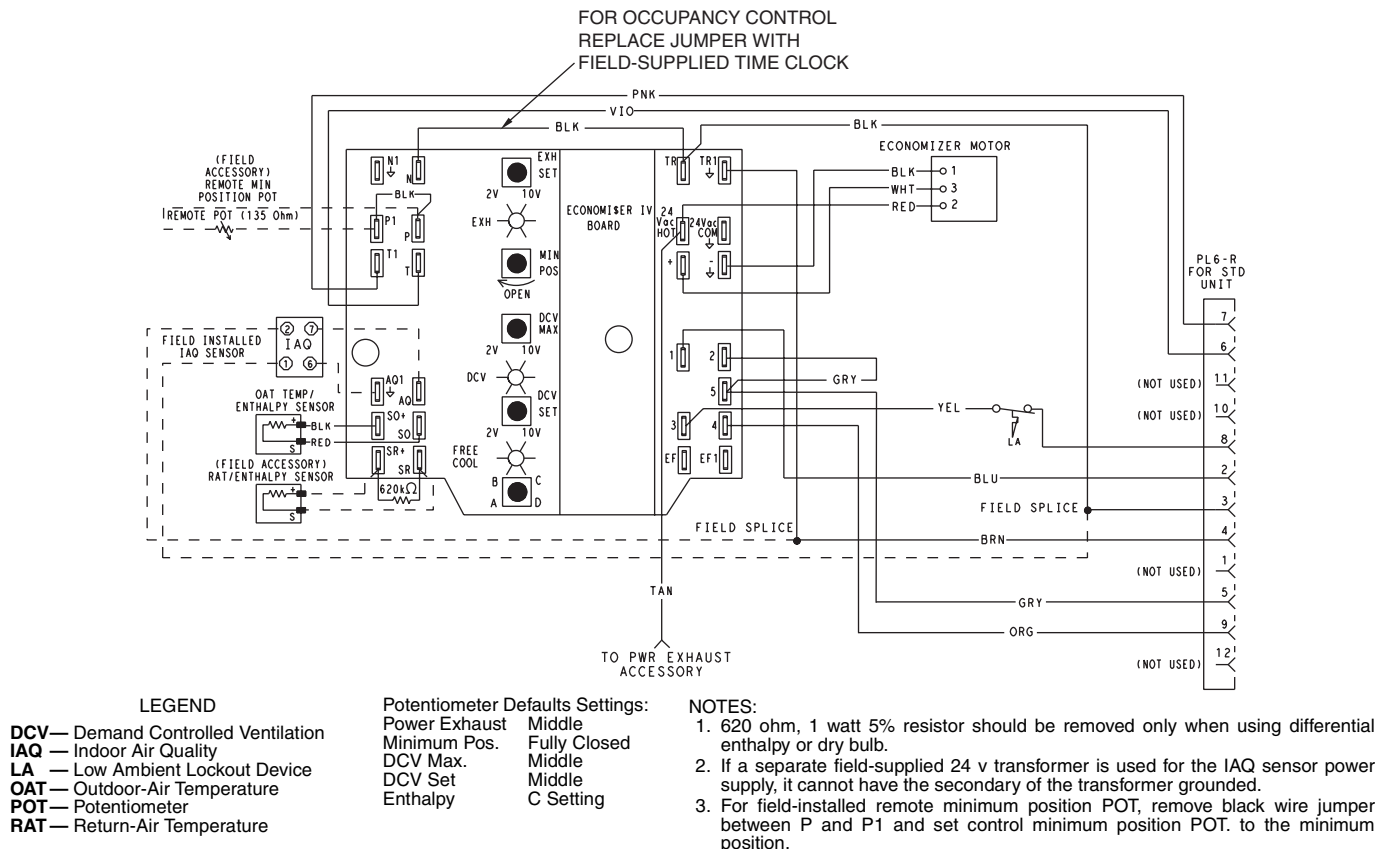 FOR OCCUPANCY CONTROL
REPLACE JUMPER WITH
FIELD-SUPPLIED TIME CLOCK
PNK
VIO
BLK
BLK
ECONOMIZER MOTOR
(FIELD
ACCESSORY)
REMOTE MIN
POSITION POT
REMOTE POT (135 Ohm)
N1
N
BLK
P1
P
T1
T
EXH
SET
2V 10V
EXH
MIN
POS
OPEN
DCV
MAX
2V 10V
DCV
DCV
SET
2V 10V
FREE
COOL
B C
A D
ECONOMI$ER IV
BOARD
TR
TR1
24
Vac
HOT
24Vac
COM
+
-
1
2
5
3
4
EF
EF1
BLK 1
WHT 3
RED 2
PL6-R
FOR STD
UNIT
7
6
(NOT USED) 11
(NOT USED) 10
8
2
3
4
(NOT USED) 1
5
9
(NOT USED) 12
FIELD INSTALLED
IAQ SENSOR
2 7
IAQ
1 6
AQ1
AQ
OAT TEMP/
ENTHALPY SENSOR
+
BLK
SO+
SO
S
RED
(FIELD ACCESSORY)
RAT/ENTHALPY SENSOR
+
S
SR+
SR
620kΩ
GRY
YEL
LA
BLU
FIELD SPLICE
FIELD SPLICE
BRN
TAN
GRY
ORG
TO PWR EXHAUST
ACCESSORY
LEGEND
DCV — Demand Controlled Ventilation
IAQ — Indoor Air Quality
LA — Low Ambient Lockout Device
OAT — Outdoor-Air Temperature
POT — Potentiometer
RAT — Return-Air Temperature
Potentiometer Defaults Settings:
Power Exhaust Middle
Minimum Pos. Fully Closed
DCV Max. Middle
DCV Set Middle
Enthalpy C Setting
NOTES:
1. 620 ohm, 1 watt 5% resistor should be removed only when using differential
enthalpy or dry bulb.
2. If a separate field-supplied 24 v transformer is used for the IAQ sensor power
supply, it cannot have the secondary of the transformer grounded.
3. For field-installed remote minimum position POT, remove black wire jumper
between P and P1 and set control minimum position POT. to the minimum
position.